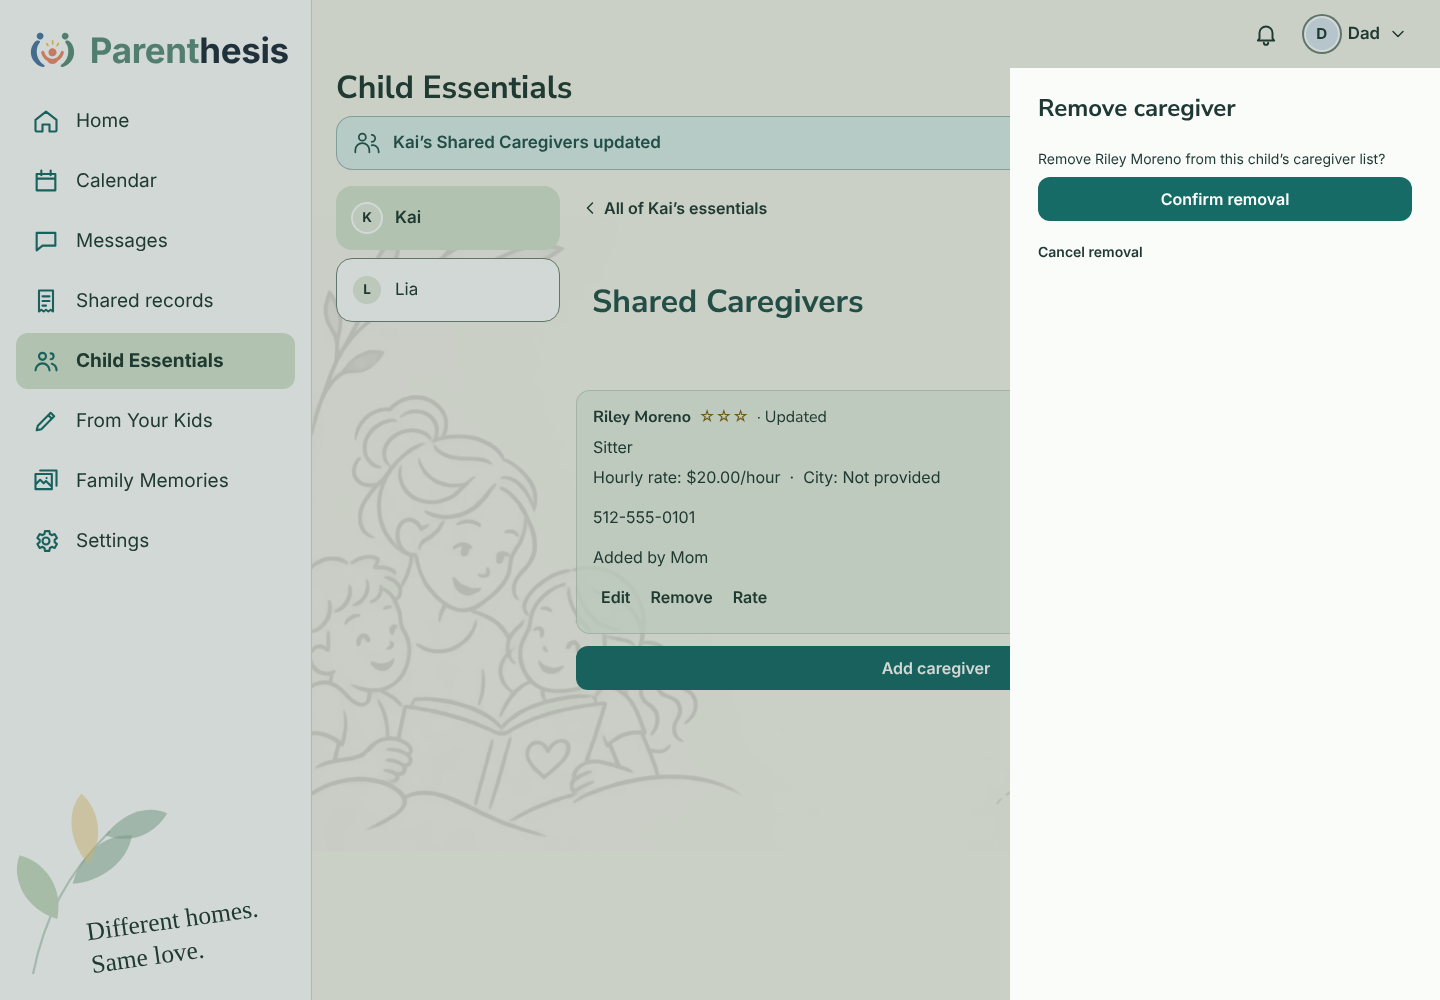 Parenthesis
Home
Calendar
Messages
Shared records
Child Essentials
From Your Kids
Family Memories
Settings
Different homes.
Same love.
D Dad
Child Essentials
Kai’s Shared Caregivers updated
K Kai
L Lia
All of Kai’s essentials
Shared Caregivers
Riley Moreno ☆☆☆ · Updated
Sitter
Hourly rate: $20.00/hour · City: Not provided
512-555-0101
Added by Mom
Edit Remove Rate
Add caregiver
Remove caregiver
Remove Riley Moreno from this child’s caregiver list?
Confirm removal
Cancel removal